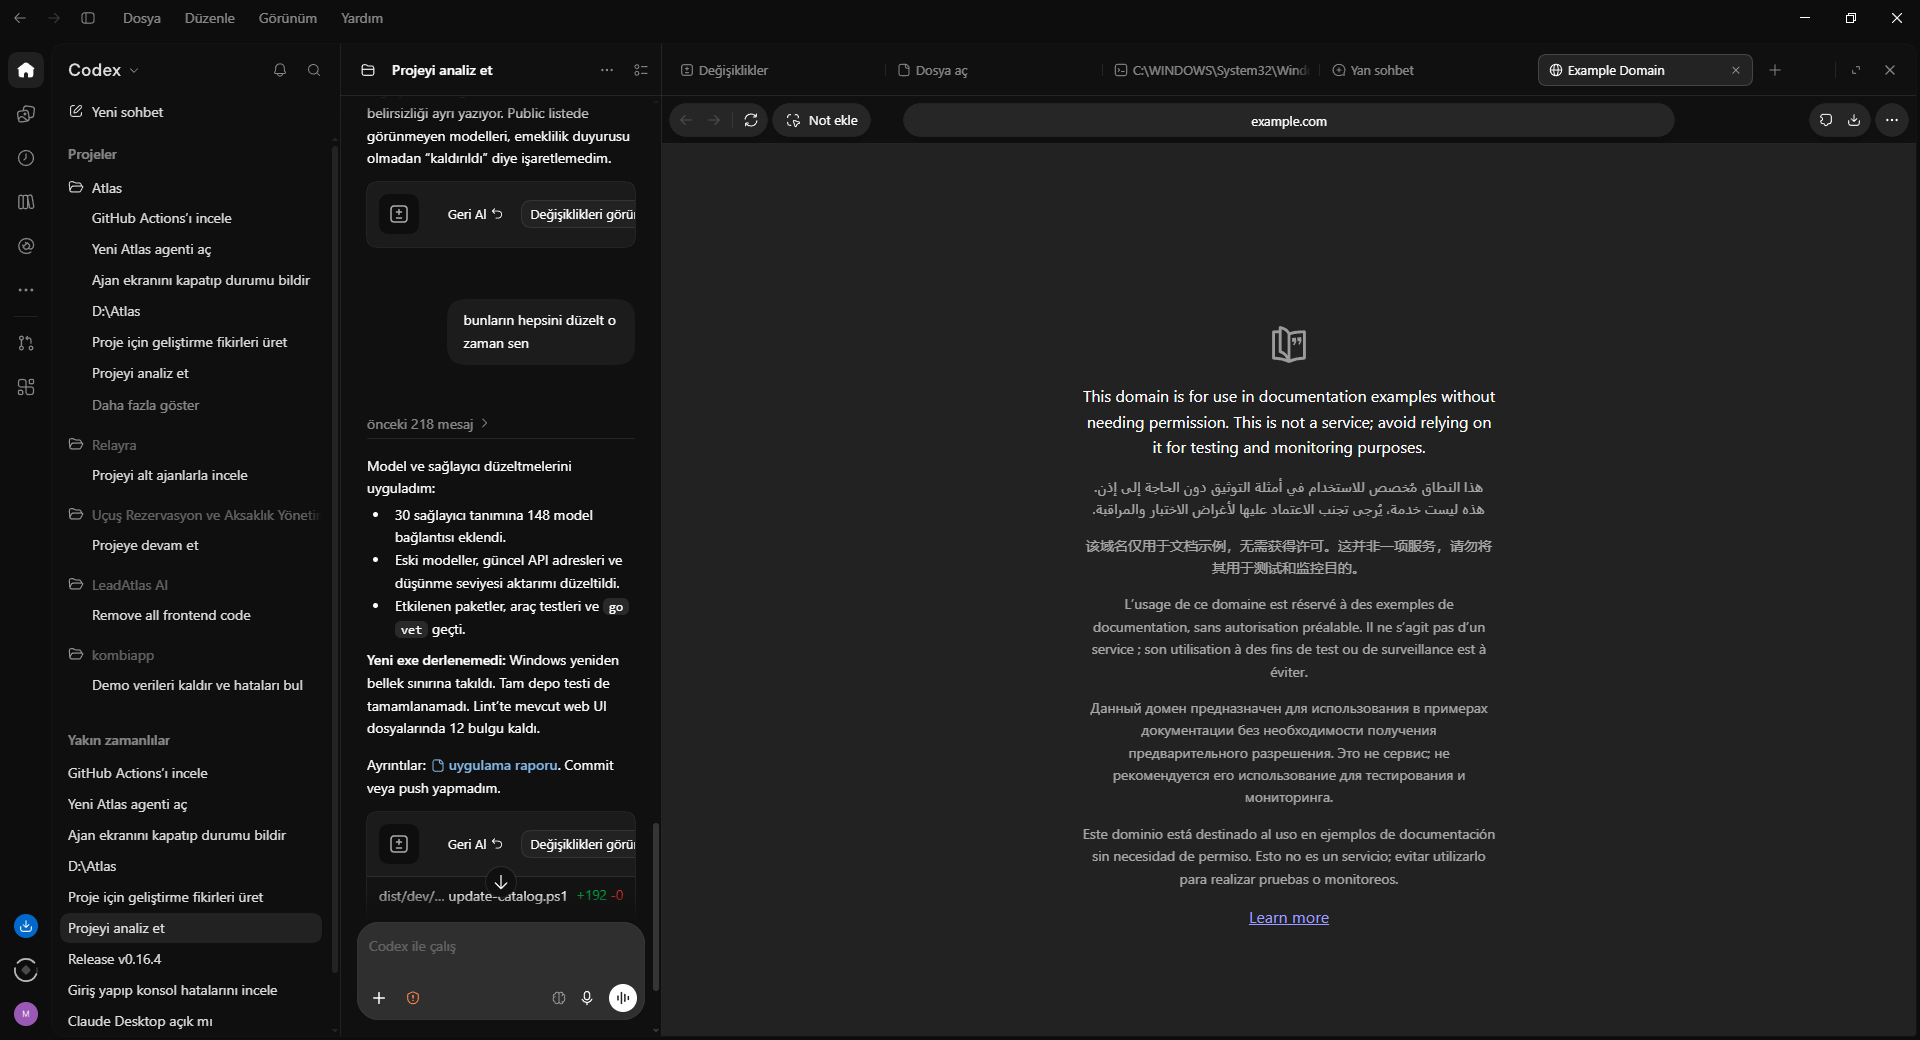 Dosya Düzenle Görünüm Yardım
Codex
Yeni sohbet
Projeler
Atlas
GitHub Actions'ı incele
Yeni Atlas agenti aç
Ajan ekranını kapatıp durumu bildir
D:\Atlas
Proje için geliştirme fikirleri üret
Projeyi analiz et
Daha fazla göster
Relayra
Projeyi alt ajanlarla incele
Uçuş Rezervasyon ve Aksaklık
Projeye devam et
LeadAtlas AI
Remove all frontend code
kombiapp
Demo verileri kaldır ve hataları bul
Yakın zamanlılar
GitHub Actions'ı incele
Yeni Atlas agenti aç
Ajan ekranını kapatıp durumu bildir
D:\Atlas
Proje için geliştirme fikirleri üret
Projeyi analiz et
Release v0.16.4
Giriş yapıp konsol hatalarını incele
Claude Desktop açık mı
M
Projeyi analiz et
belirsizliği ayrı yazıyor. Public listede
görünmeyen modelleri, emeklilik duyurusu
olmadan “kaldırıldı” diye işaretlemedim.
Geri Al Değişiklikleri
bunların hepsini düzelt o
zaman sen
önceki 218 mesaj
Model ve sağlayıcı düzeltmelerini
uyguladım:
• 30 sağlayıcı tanımına 148 model
bağlantısı eklendi.
• Eski modeller, güncel API adresleri ve
düşünme seviyesi aktarımı düzeltildi.
• Etkilenen paketler, araç testleri ve go
vet geçti.
Yeni exe derlenemedi: Windows yeniden
bellek sınırına takıldı. Tam depo testi de
tamamlanamadı. Lint'te mevcut web UI
dosyalarında 12 bulgu kaldı.
Ayrıntılar: uygulama raporu. Commit
veya push yapmadım.
Geri Al Değişiklikleri
dist/dev/... update-catalog.ps1 +192 -0
Codex ile çalış
Değişiklikler
Dosya aç
C:\WINDOWS\System32\
Yan sohbet
Example Domain
Not ekle
example.com
This domain is for use in documentation examples without
needing permission. This is not a service; avoid relying on
it for testing and monitoring purposes.
هذا النطاق مُخصص للاستخدام في أمثلة التوثيق دون الحاجة إلى إذن.
هذه ليست خدمة، يُرجى تجنب الاعتماد عليها لأغراض الاختبار والمراقبة.
该域名仅用于文档示例，无需获得许可。这并非一项服务，请勿将
其用于测试和监控目的。
L’usage de ce domaine est réservé à des exemples de
documentation, sans autorisation préalable. Il ne s’agit pas d’un
service ; son utilisation à des fins de test ou de surveillance est à
éviter.
Данный домен предназначен для использования в примерах
документации без необходимости получения
предварительного разрешения. Это не сервис; не
рекомендуется его использование для тестирования и
мониторинга.
Este dominio está destinado al uso en ejemplos de documentación
sin necesidad de permiso. Esto no es un servicio; evitar utilizarlo
para realizar pruebas o monitoreos.
Learn more